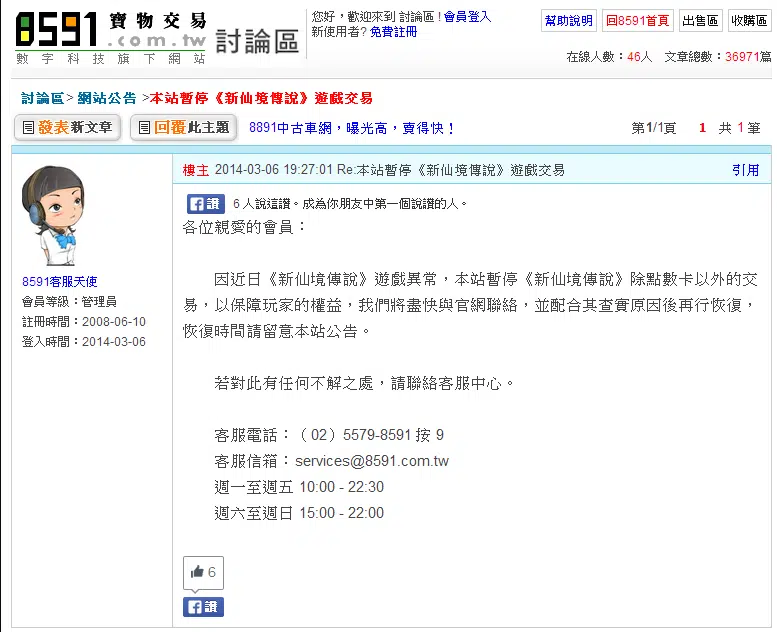 8591 寶物交易
.com.tw
數字科技旗下網站
討論區
您好，歡迎來到 討論區 ! 會員登入
新使用者? 免費註冊
幫助說明 回8591首頁 出售區 收購區
在線人數：46人 文章總數：36971篇
討論區> 網站公告 >本站暫停《新仙境傳說》遊戲交易
發表新文章 回覆此主題 8891中古車網，曝光高，賣得快！
第1/1頁 1 共 1 筆
樓主 2014-03-06 19:27:01 Re:本站暫停《新仙境傳說》遊戲交易 引用
讚 6 人說這讚。成為你朋友中第一個說讚的人。
8591客服天使
會員等級：管理員
註冊時間：2008-06-10
登入時間：2014-03-06
各位親愛的會員：
因近日《新仙境傳說》遊戲異常，本站暫停《新仙境傳說》除點數卡以外的交
易，以保障玩家的權益，我們將盡快與官網聯絡，並配合其查實原因後再行恢復，
恢復時間請留意本站公告。
若對此有任何不解之處，請聯絡客服中心。
客服電話：（02）5579-8591 按 9
客服信箱：services@8591.com.tw
週一至週五 10:00 - 22:30
週六至週日 15:00 - 22:00
6
讚